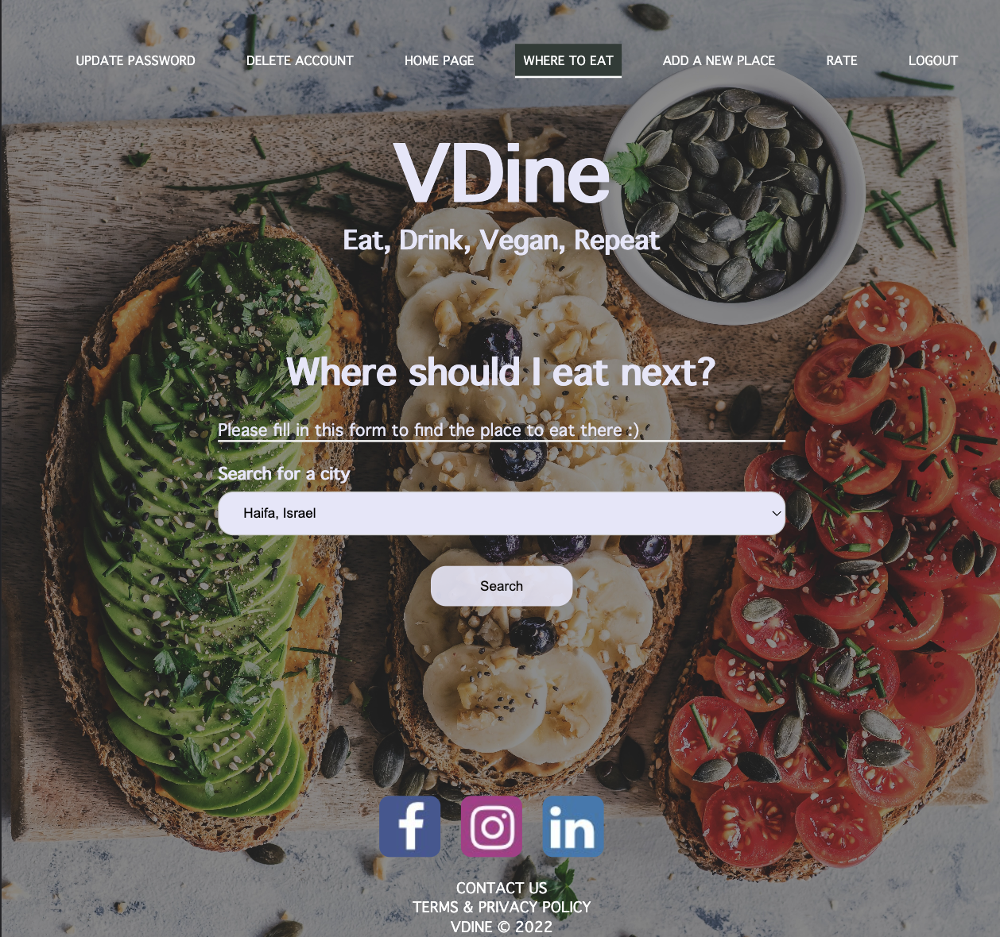 UPDATE PASSWORD DELETE ACCOUNT HOME PAGE WHERE TO EAT ADD A NEW PLACE RATE LOGOUT
VDine
Eat, Drink, Vegan, Repeat
Where should I eat next?
Please fill in this form to find the place to eat there :)
Search for a city
Haifa, Israel
Search
f in
CONTACT US
TERMS & PRIVACY POLICY
VDINE © 2022